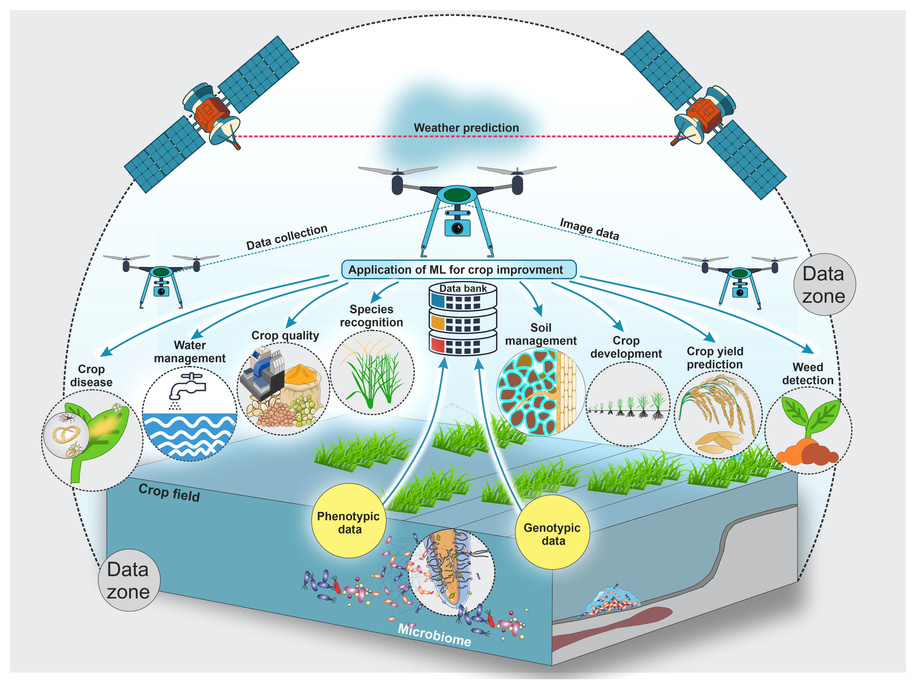 Weather prediction
Data collection
Image data
Data
zone
Application of ML for crop improvment
Data bank
Species
recognition
Crop quality
Water
management
Crop
disease
Soil
management
Crop
development
Crop yield
prediction
Weed
detection
Crop field
Phenotypic
data
Genotypic
data
Data
zone
Microbiome